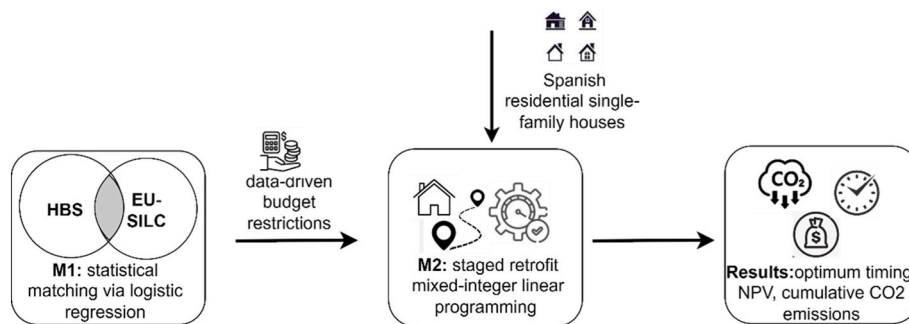 Spanish
residential single-
family houses
HBS
EU-
SILC
M1: statistical
matching via logistic
regression
$
data-driven
budget
restrictions
M2: staged retrofit
mixed-integer linear
programming
CO2
$
Results:optimum timing
NPV, cumulative CO2
emissions